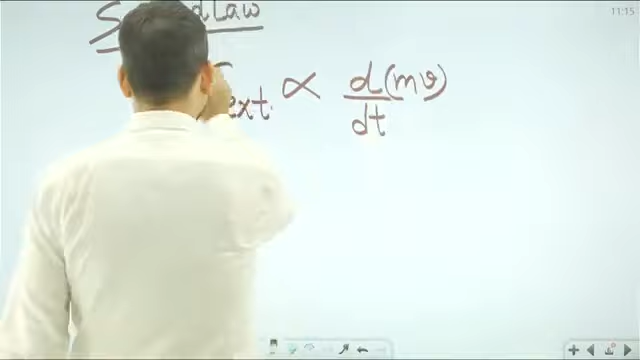 11:15
dLaw
ext. ∝ d(mv)
dt